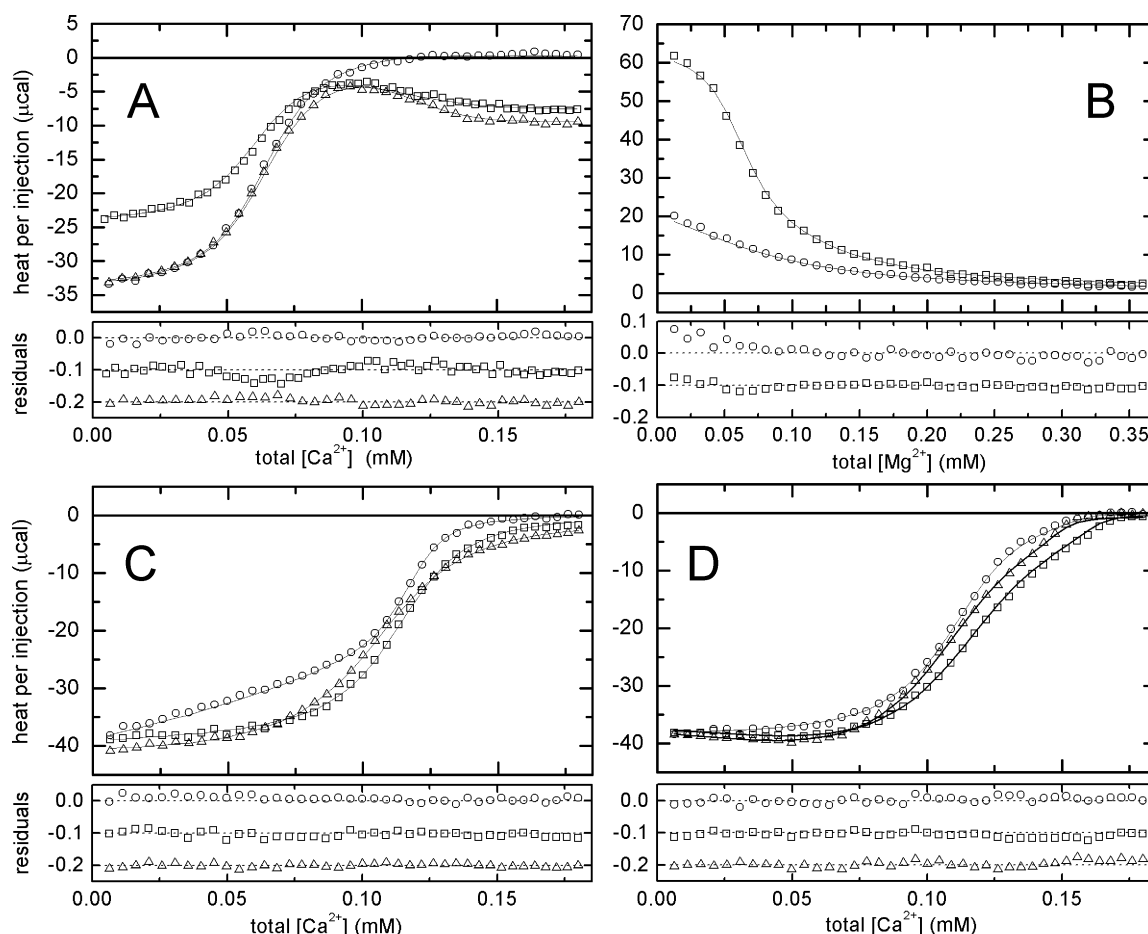 5
0
-5
-10
-15
-20
-25
-30
-35
heat per injection (μcal)
A
0.0
-0.1
-0.2
residuals
0.00 0.05 0.10 0.15
total [Ca²⁺] (mM)
70
60
50
40
30
20
10
0
B
0.1
0.0
-0.1
-0.2
0.00 0.05 0.10 0.15 0.20 0.25 0.30 0.35
total [Mg²⁺] (mM)
0
-10
-20
-30
-40
heat per injection (μcal)
C
0.0
-0.1
-0.2
residuals
0.00 0.05 0.10 0.15
total [Ca²⁺] (mM)
0
-10
-20
-30
-40
D
0.0
-0.1
-0.2
0.00 0.05 0.10 0.15
total [Ca²⁺] (mM)